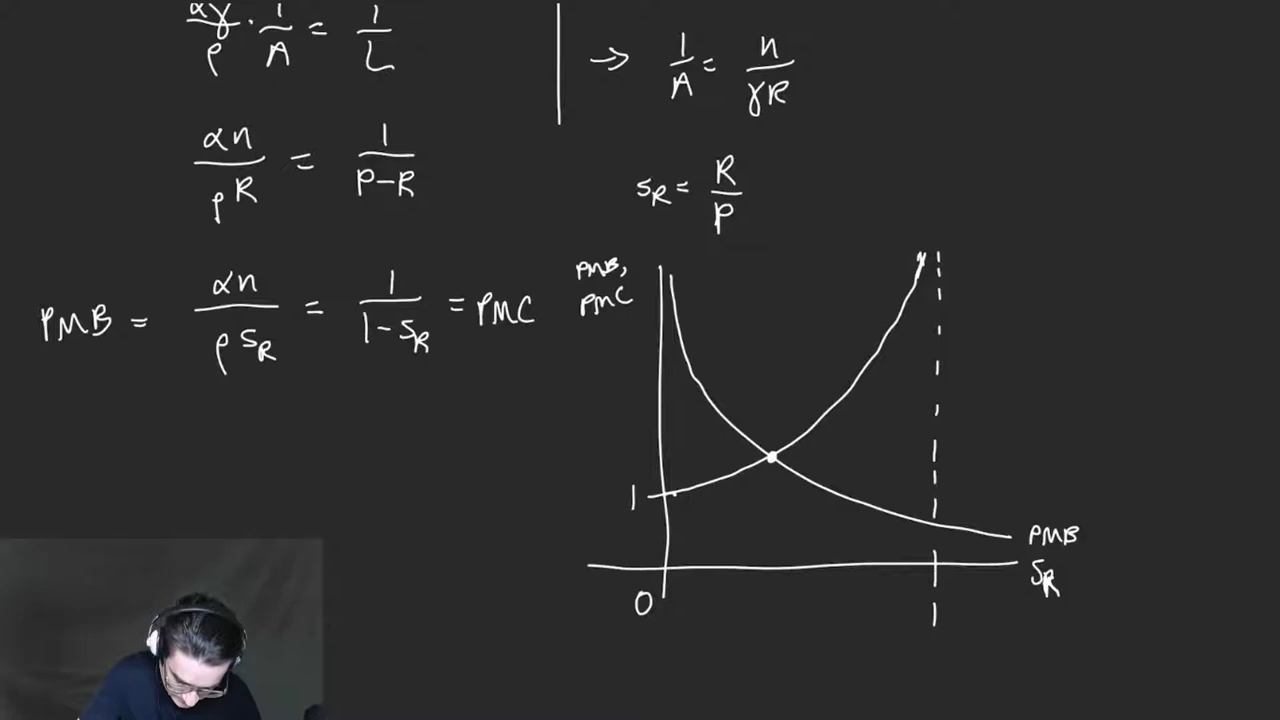 αγ/ρ · 1/A = 1/L
→ 1/A = n/γR
αn/ρR = 1/P−R
s_R = R/P
PMB = αn/ρ s_R = 1/1−s_R = PMC
PMB,
PMC
1
PMB
s_R
0